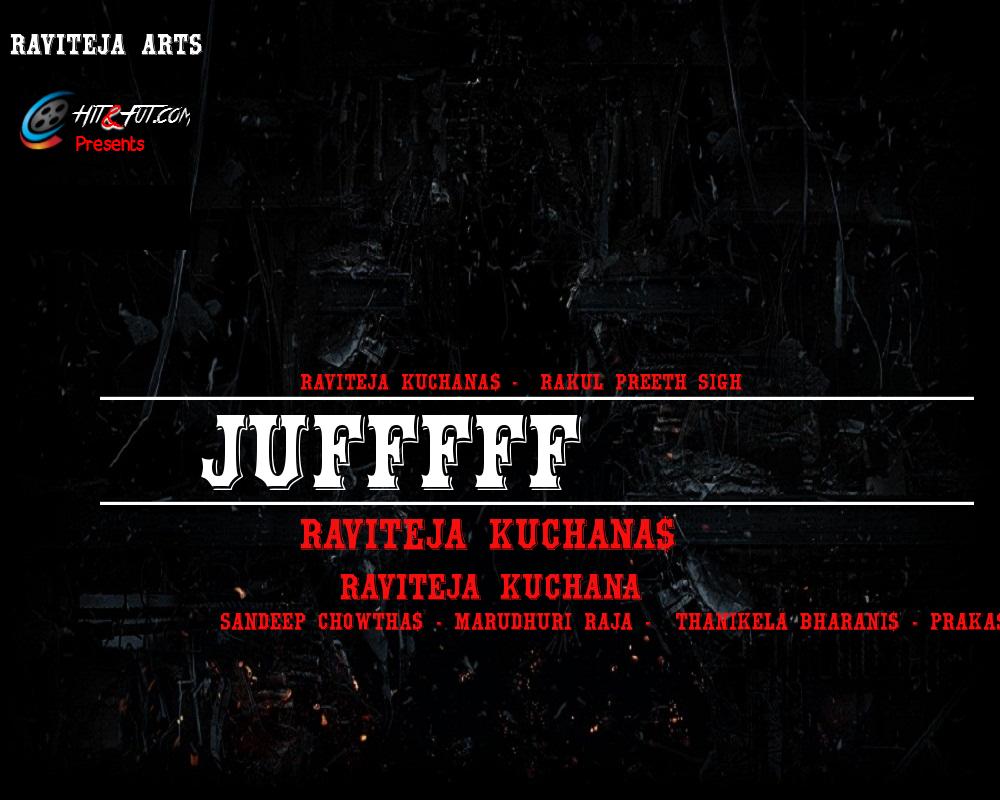 RAVITEJA ARTS
HIT&FUT.COM
Presents
RAVITEJA KUCHANA$ - RAKUL PREETH SIGH
JUFFFFF
RAVITEJA KUCHANA$
RAVITEJA KUCHANA
SANDEEP CHOWTHA$ - MARUDHURI RAJA - THANIKELA BHARANI$ - PRAKAS